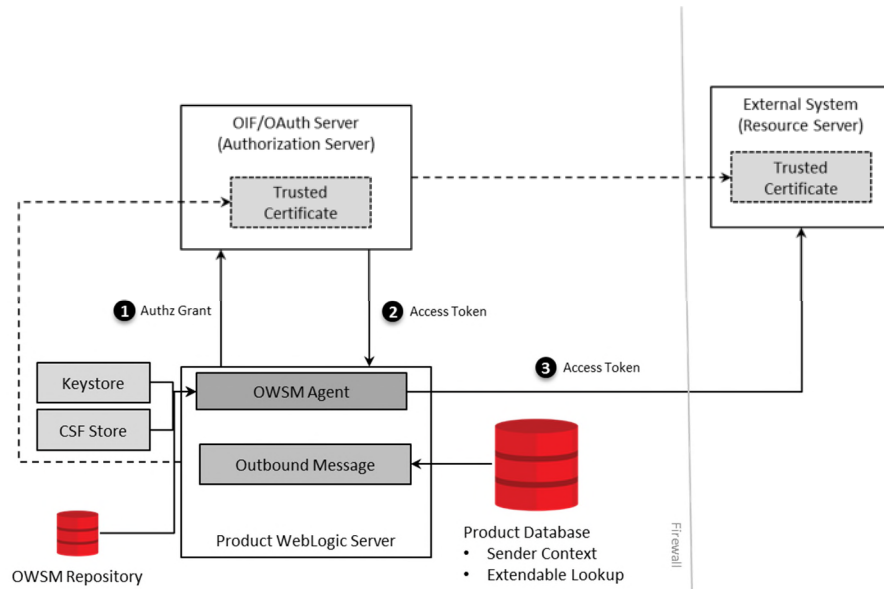 OIF/OAuth Server
(Authorization Server)
Trusted
Certificate
External System
(Resource Server)
Trusted
Certificate
1 Authz Grant
2 Access Token
3 Access Token
Keystore
CSF Store
OWSM Agent
Outbound Message
Product WebLogic Server
OWSM Repository
Product Database
• Sender Context
• Extendable Lookup
Firewall